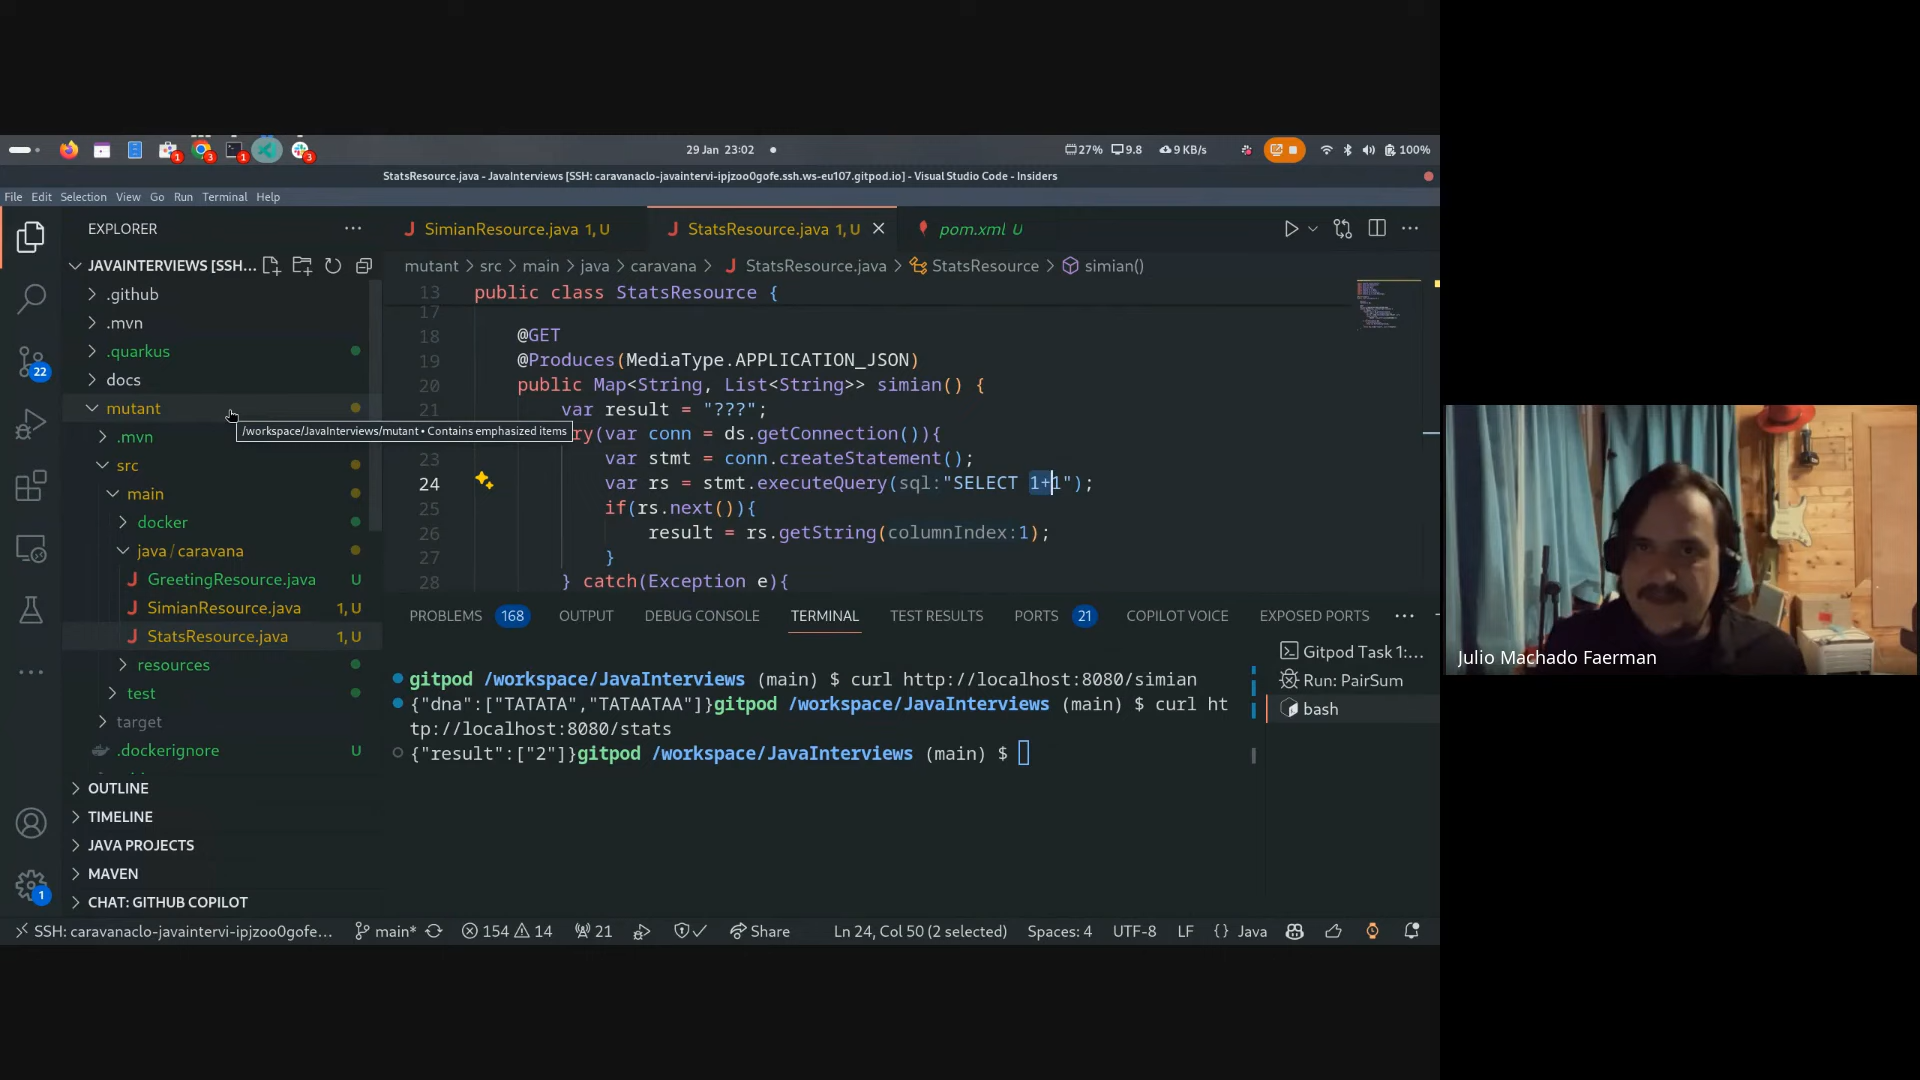 1
3
1
3
29 Jan 23:02
27%
9.8
9 KB/s
100%
StatsResource.java - JavaInterviews [SSH: caravanaclo-javaintervi-ipjzoo0gofe.ssh.ws-eu107.gitpod.io] - Visual Studio Code - Insiders
File Edit Selection View Go Run Terminal Help
EXPLORER
SimianResource.java 1, U
StatsResource.java 1, U
pom.xml U
JAVAINTERVIEWS [SSH...
mutant > src > main > java > caravana > StatsResource.java > StatsResource > simian()
.github
.mvn
.quarkus
docs
mutant
/workspace/JavaInterviews/mutant • Contains emphasized items
.mvn
src
main
docker
java / caravana
GreetingResource.java U
SimianResource.java 1, U
StatsResource.java 1, U
resources
test
target
.dockerignore U
OUTLINE
TIMELINE
JAVA PROJECTS
MAVEN
CHAT: GITHUB COPILOT
22
1
13 public class StatsResource {
17
18 @GET
19 @Produces(MediaType.APPLICATION_JSON)
20 public Map<String, List<String>> simian() {
21 var result = "???";
ry(var conn = ds.getConnection()){
23 var stmt = conn.createStatement();
24 var rs = stmt.executeQuery(sql:"SELECT 1+1");
25 if(rs.next()){
26 result = rs.getString(columnIndex:1);
27 }
28 } catch(Exception e){
PROBLEMS 168 OUTPUT DEBUG CONSOLE TERMINAL TEST RESULTS PORTS 21 COPILOT VOICE EXPOSED PORTS
gitpod /workspace/JavaInterviews (main) $ curl http://localhost:8080/simian
{"dna":["TATATA","TATAATAA"]}gitpod /workspace/JavaInterviews (main) $ curl ht
tp://localhost:8080/stats
{"result":["2"]}gitpod /workspace/JavaInterviews (main) $
Gitpod Task 1:...
Run: PairSum
bash
SSH: caravanaclo-javaintervi-ipjzoo0gofe... main* 154 14 21 Share Ln 24, Col 50 (2 selected) Spaces: 4 UTF-8 LF {} Java
Julio Machado Faerman